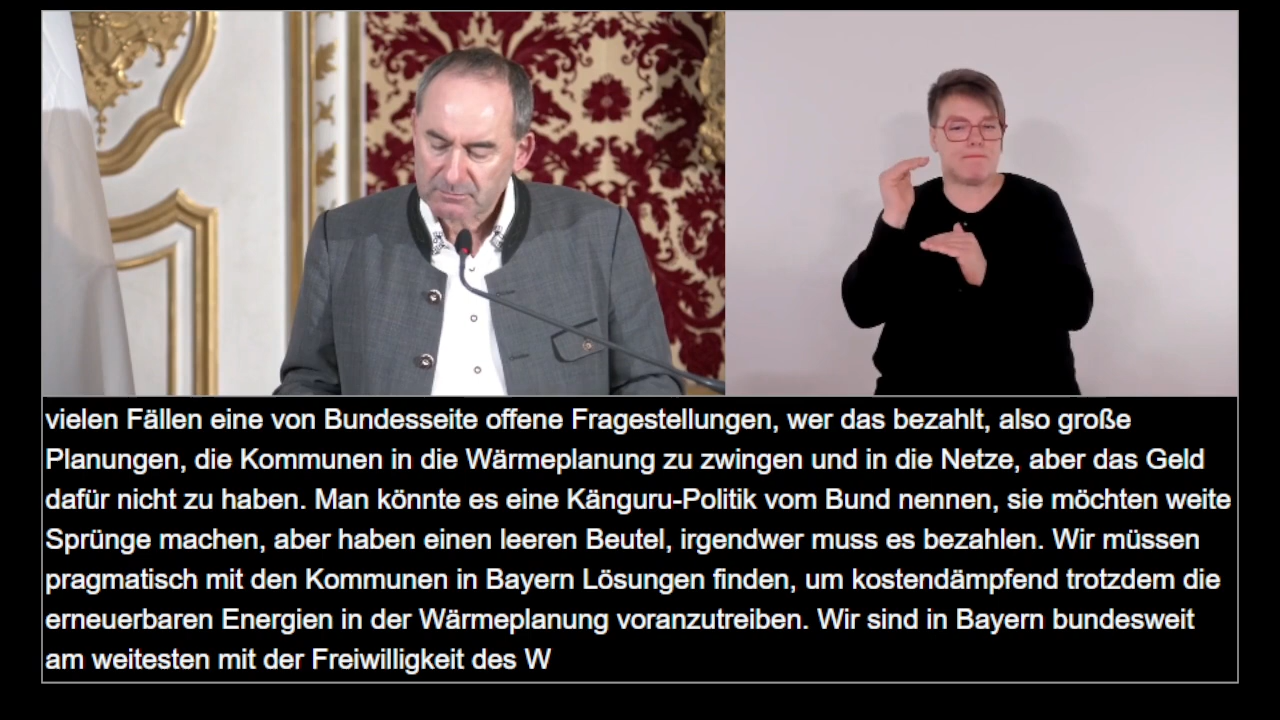 vielen Fällen eine von Bundesseite offene Fragestellungen, wer das bezahlt, also große
Planungen, die Kommunen in die Wärmeplanung zu zwingen und in die Netze, aber das Geld
dafür nicht zu haben. Man könnte es eine Känguru-Politik vom Bund nennen, sie möchten weite
Sprünge machen, aber haben einen leeren Beutel, irgendwer muss es bezahlen. Wir müssen
pragmatisch mit den Kommunen in Bayern Lösungen finden, um kostendämpfend trotzdem die
erneuerbaren Energien in der Wärmeplanung voranzutreiben. Wir sind in Bayern bundesweit
am weitesten mit der Freiwilligkeit des W